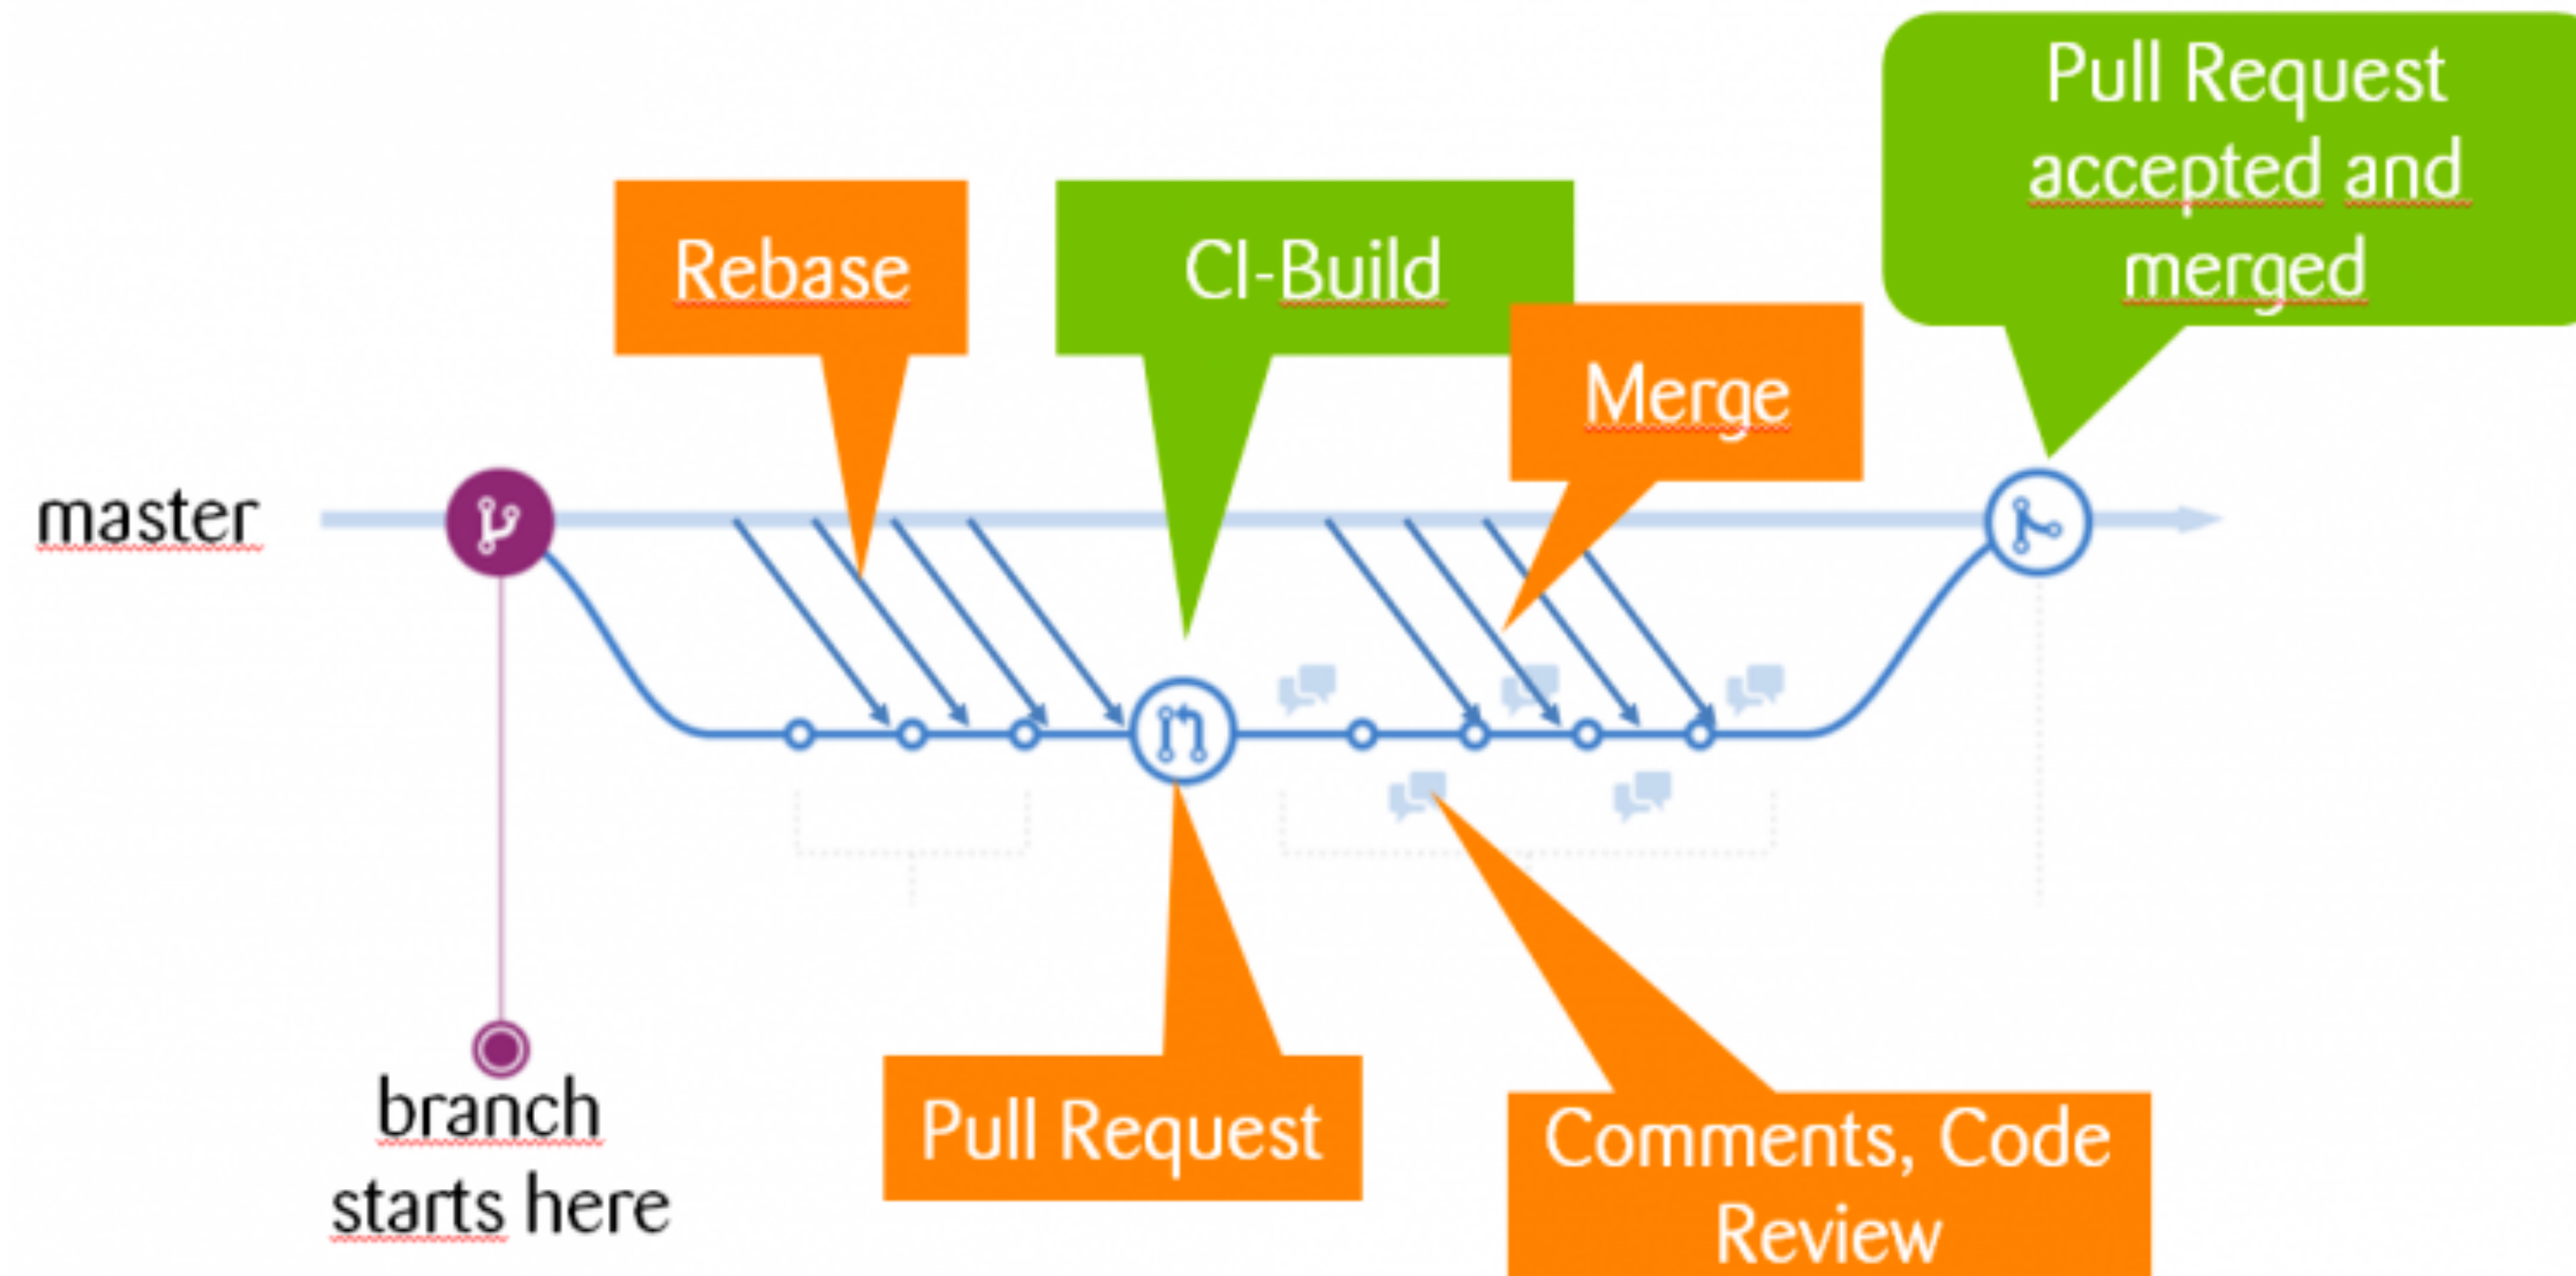 Pull Request
accepted and
merged
Rebase
CI-Build
Merge
master
branch
starts here
Pull Request
Comments, Code
Review